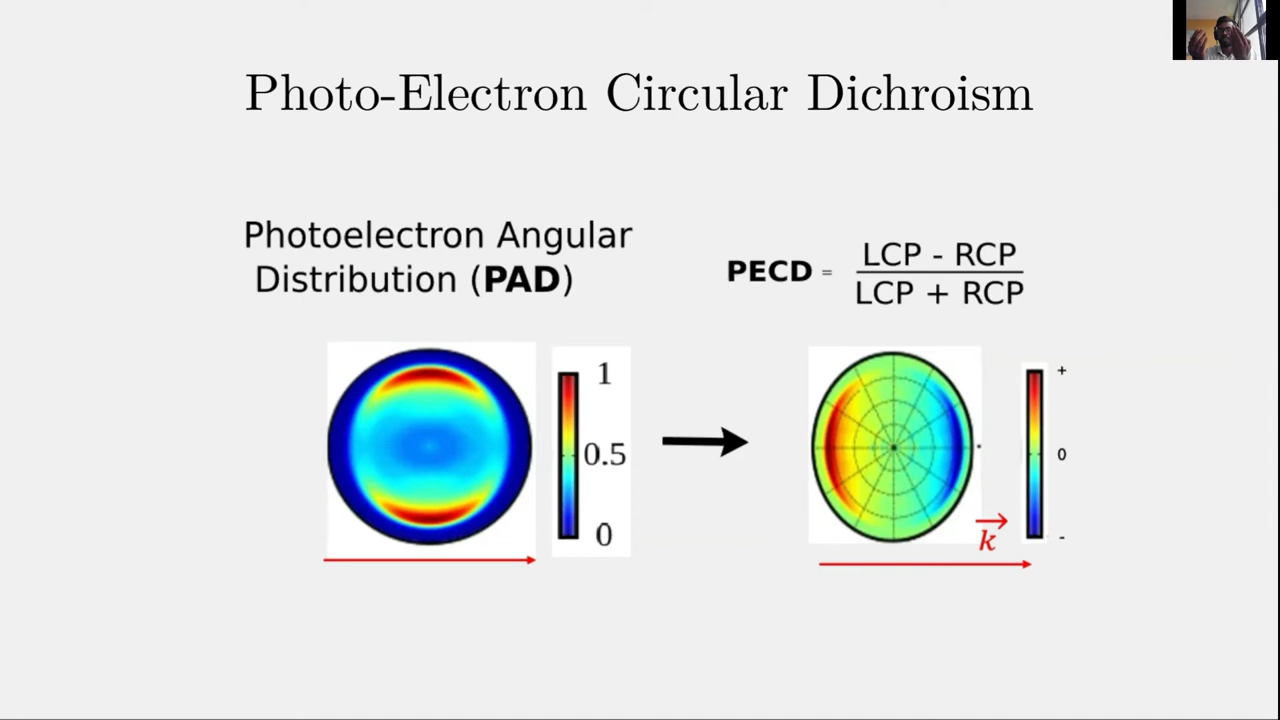 Photo-Electron Circular Dichroism
Photoelectron Angular
Distribution (PAD)
PECD = LCP - RCP
LCP + RCP
1
0.5
0
+
0
-
k